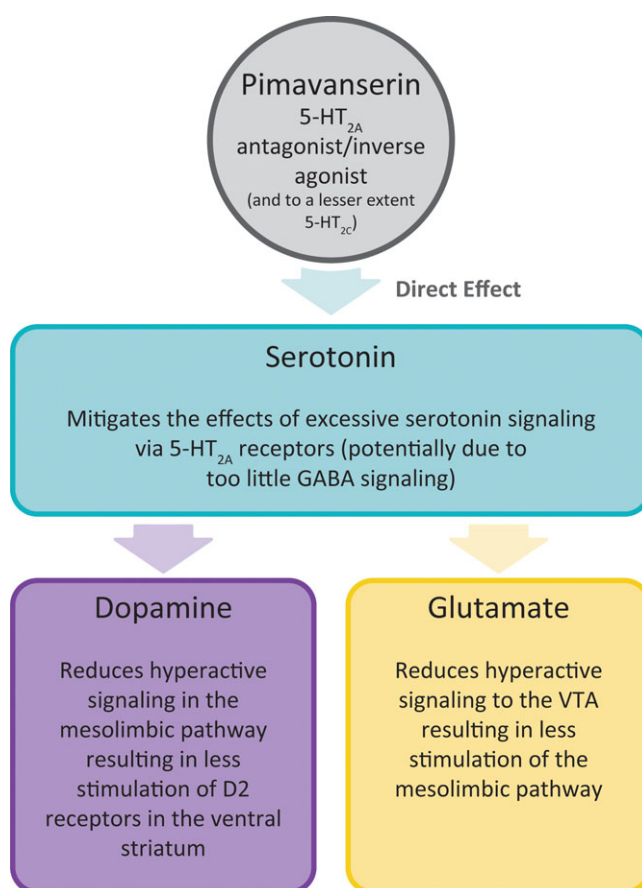 Pimavanserin
5-HT2A
antagonist/inverse
agonist
(and to a lesser extent
5-HT2C)
Direct Effect
Serotonin
Mitigates the effects of excessive serotonin signaling
via 5-HT2A receptors (potentially due to
too little GABA signaling)
Dopamine
Reduces hyperactive
signaling in the
mesolimbic pathway
resulting in less
stimulation of D2
receptors in the ventral
striatum
Glutamate
Reduces hyperactive
signaling to the VTA
resulting in less
stimulation of the
mesolimbic pathway